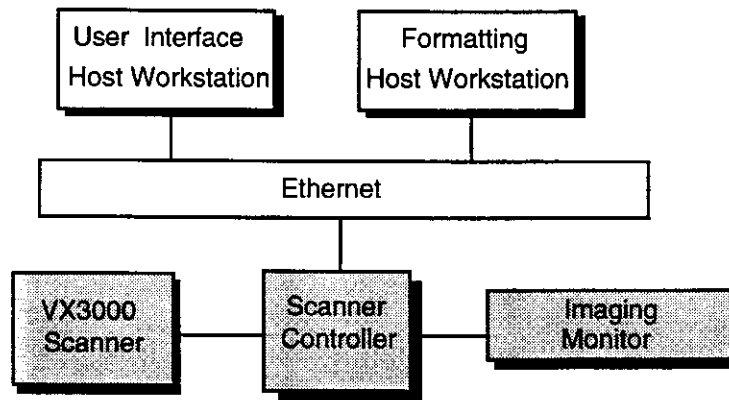 User Interface
Host Workstation
Formatting
Host Workstation
Ethernet
VX3000
Scanner
Scanner
Controller
Imaging
Monitor